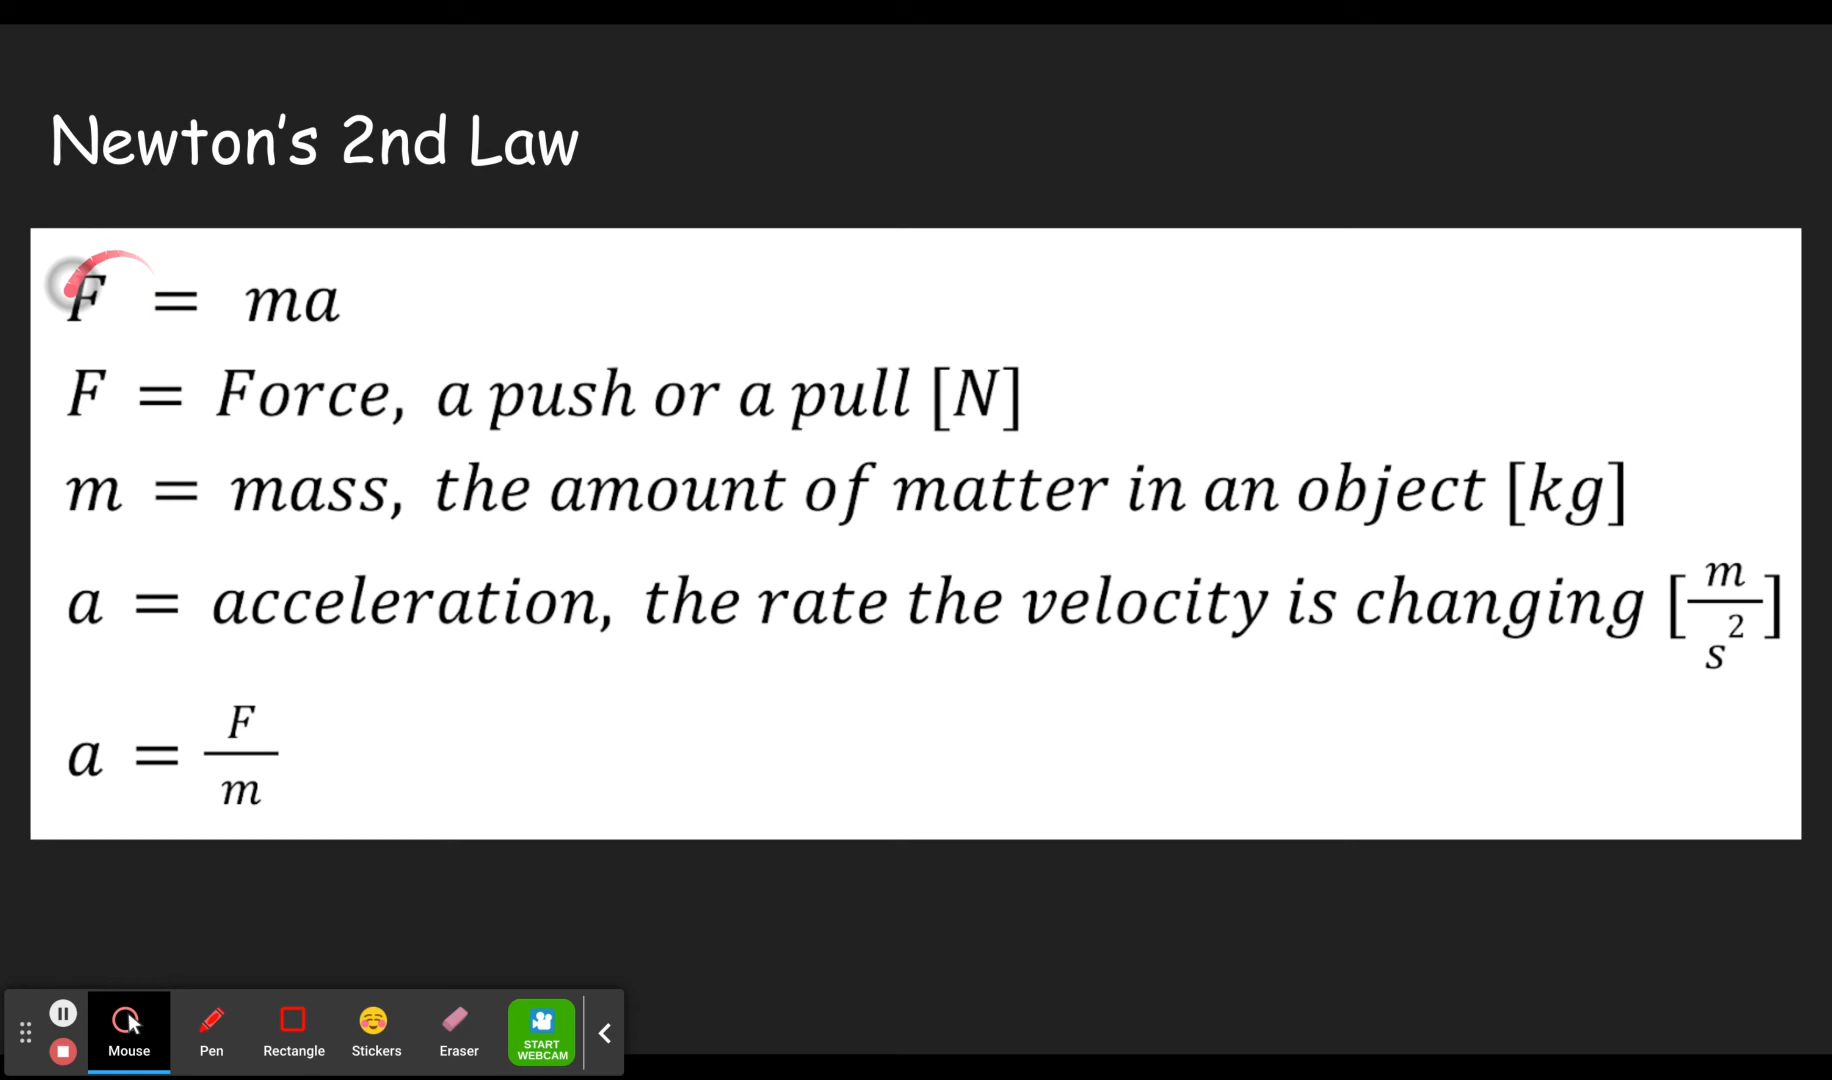 Newton's 2nd Law
F = ma
F = Force, a push or a pull [N]
m = mass, the amount of matter in an object [kg]
a = acceleration, the rate the velocity is changing [m/s²]
a = F/m
Mouse
Pen
Rectangle
Stickers
Eraser
START
WEBCAM